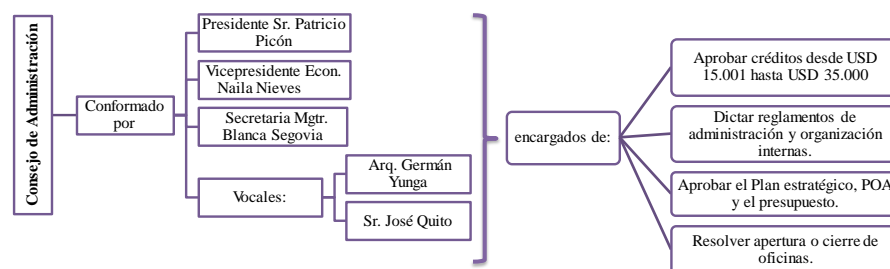 Consejo de Administración
Conformado
por
Presidente Sr. Patricio
Picón
Vicepresidente Econ.
Naila Nieves
Secretaria Mgtr.
Blanca Segovia
Vocales:
Arq. Germán
Yunga
Sr. José Quito
encargados de:
Aprobar créditos desde USD
15.001 hasta USD 35.000
Dictar reglamentos de
administración y organización
internas.
Aprobar el Plan estratégico, POA
y el presupuesto.
Resolver apertura o cierre de
oficinas.